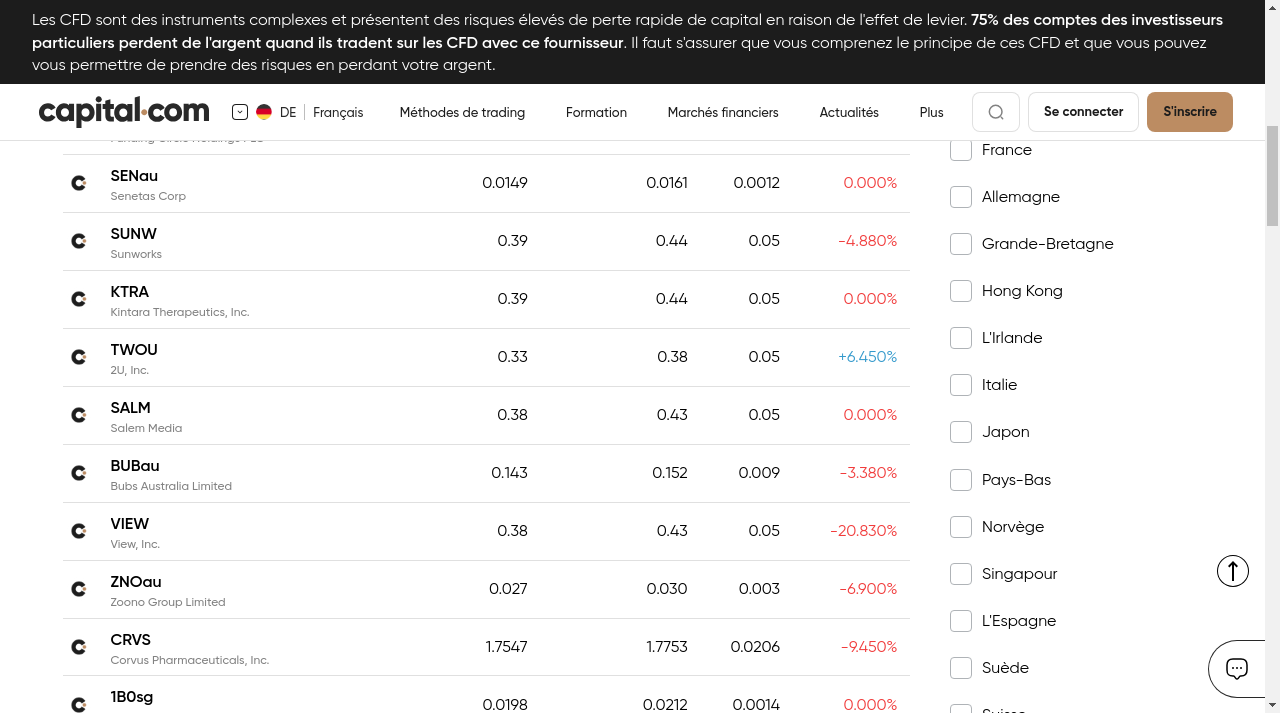 Les CFD sont des instruments complexes et présentent des risques élevés de perte rapide de capital en raison de l'effet de levier. 75% des comptes des investisseurs
particuliers perdent de l'argent quand ils tradent sur les CFD avec ce fournisseur. Il faut s'assurer que vous comprenez le principe de ces CFD et que vous pouvez
vous permettre de prendre des risques en perdant votre argent.
capital.com DE Français Méthodes de trading Formation Marchés financiers Actualités Plus Se connecter S'inscrire
France
SENau 0.0149 0.0161 0.0012 0.000%
Senetas Corp
Allemagne
SUNW 0.39 0.44 0.05 -4.880%
Sunworks
Grande-Bretagne
KTRA 0.39 0.44 0.05 0.000%
Kintara Therapeutics, Inc.
Hong Kong
L'Irlande
TWOU 0.33 0.38 0.05 +6.450%
2U, Inc.
Italie
SALM 0.38 0.43 0.05 0.000%
Salem Media
Japon
BUBau 0.143 0.152 0.009 -3.380%
Bubs Australia Limited
Pays-Bas
VIEW 0.38 0.43 0.05 -20.830%
View, Inc.
Norvège
Singapour
ZNOau 0.027 0.030 0.003 -6.900%
Zoono Group Limited
L'Espagne
CRVS 1.7547 1.7753 0.0206 -9.450%
Corvus Pharmaceuticals, Inc.
Suède
1B0sg 0.0198 0.0212 0.0014 0.000%